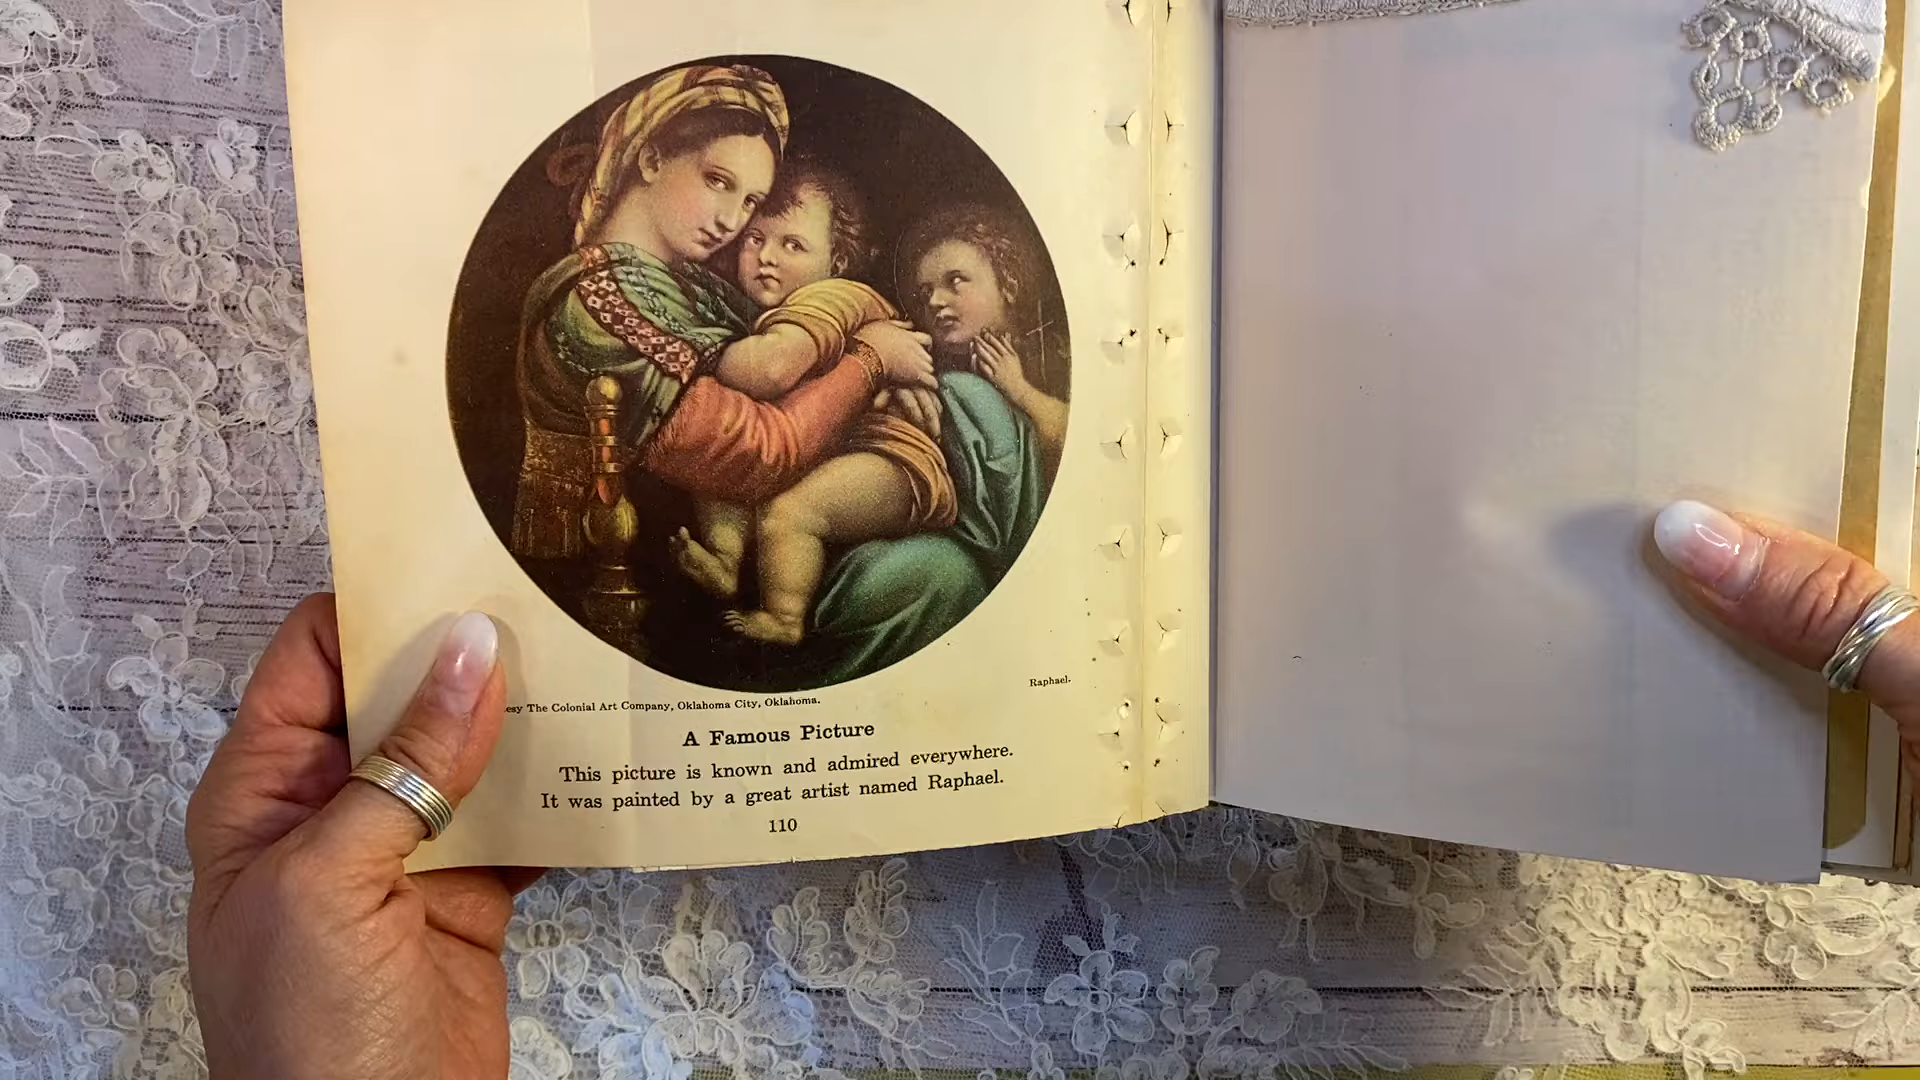 Raphael.
The Colonial Art Company, Oklahoma City, Oklahoma.
A Famous Picture
This picture is known and admired everywhere.
It was painted by a great artist named Raphael.
110